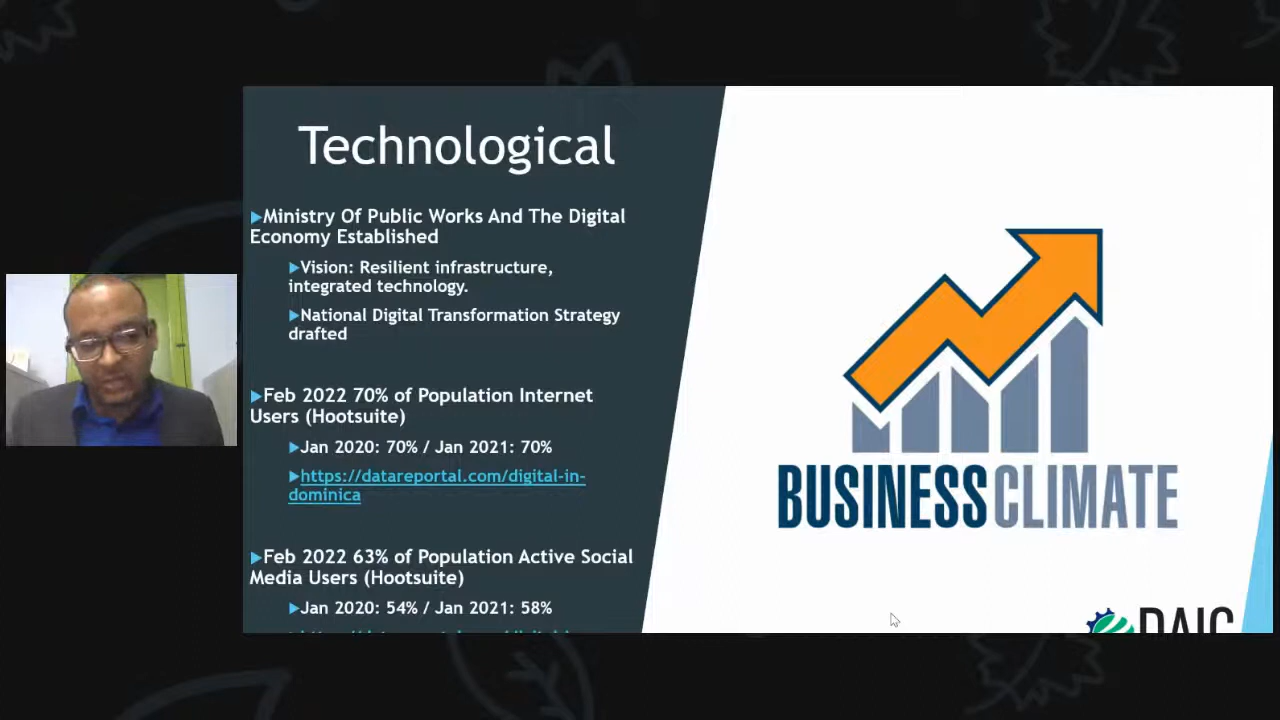 Technological
Ministry Of Public Works And The Digital
Economy Established
Vision: Resilient infrastructure,
integrated technology.
National Digital Transformation Strategy
drafted
Feb 2022 70% of Population Internet
Users (Hootsuite)
Jan 2020: 70% / Jan 2021: 70%
https://datareportal.com/digital-in-
dominica
Feb 2022 63% of Population Active Social
Media Users (Hootsuite)
Jan 2020: 54% / Jan 2021: 58%
BUSINESS CLIMATE
DAIC